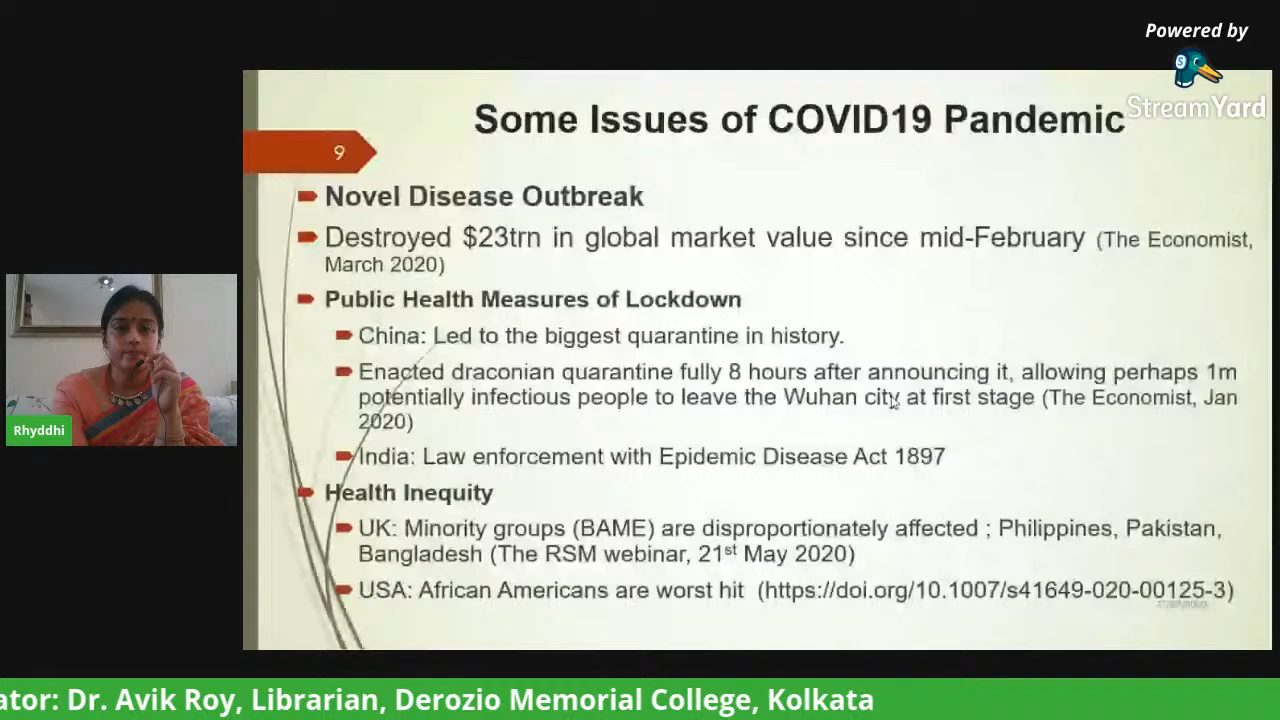 Powered by
StreamYard
Some Issues of COVID19 Pandemic
9
Novel Disease Outbreak
Destroyed $23trn in global market value since mid-February (The Economist,
March 2020)
Public Health Measures of Lockdown
China: Led to the biggest quarantine in history.
Enacted draconian quarantine fully 8 hours after announcing it, allowing perhaps 1m
potentially infectious people to leave the Wuhan city at first stage (The Economist, Jan
2020)
India: Law enforcement with Epidemic Disease Act 1897
Health Inequity
UK: Minority groups (BAME) are disproportionately affected ; Philippines, Pakistan,
Bangladesh (The RSM webinar, 21st May 2020)
USA: African Americans are worst hit (https://doi.org/10.1007/s41649-020-00125-3)
Rhyddhi
ator: Dr. Avik Roy, Librarian, Derozio Memorial College, Kolkata